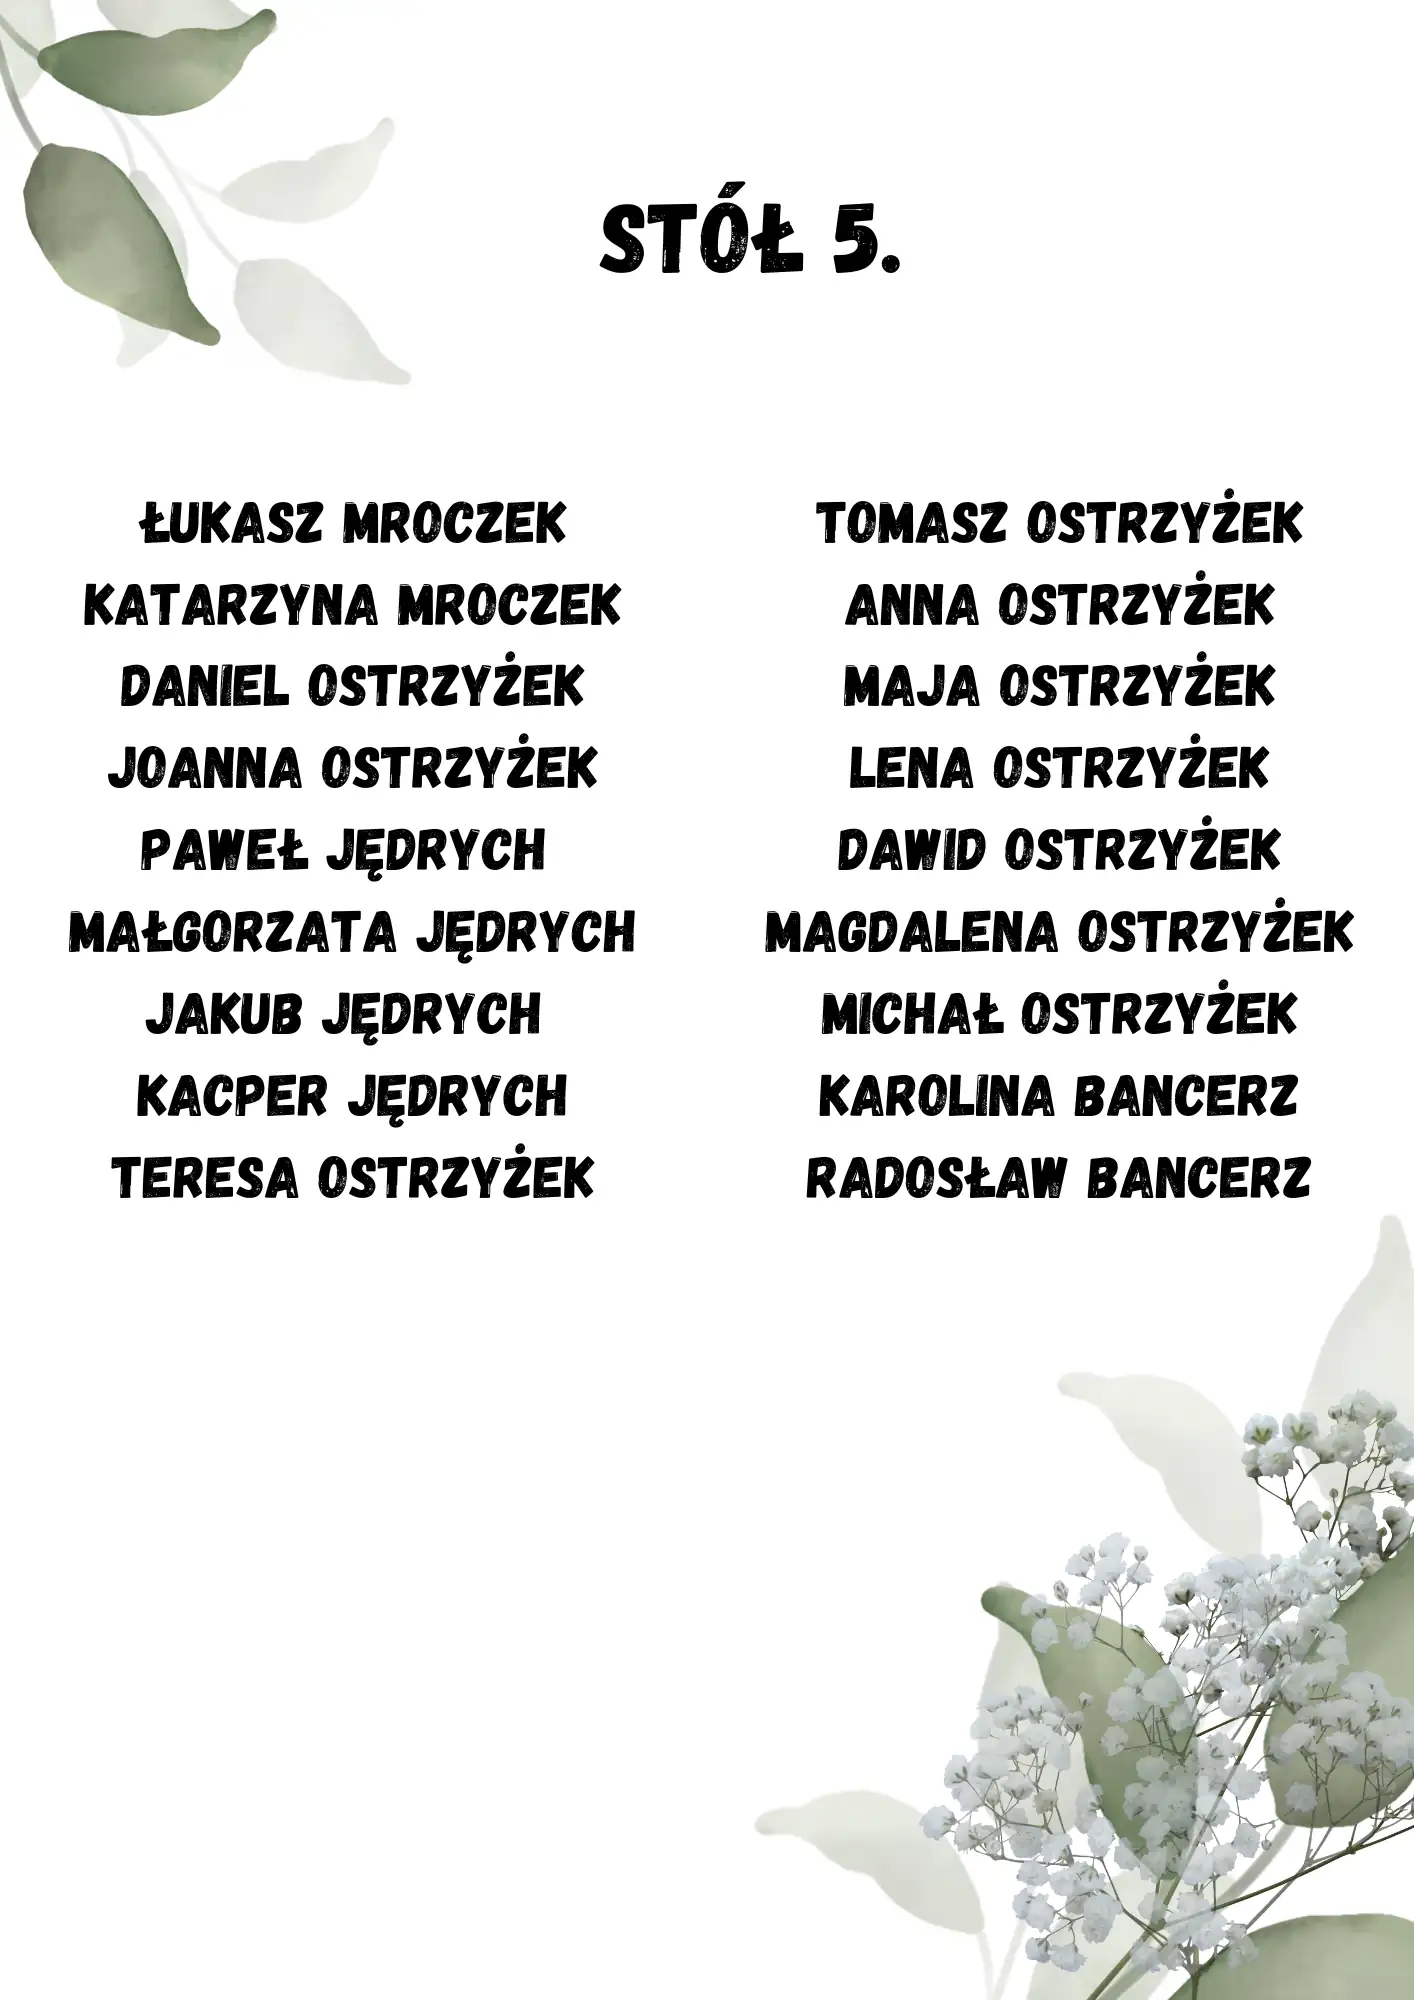 STÓŁ 5.
ŁUKASZ MROCZEK
KATARZYNA MROCZEK
DANIEL OSTRZYŻEK
JOANNA OSTRZYŻEK
PAWEŁ JĘDRYCH
MAŁGORZATA JĘDRYCH
JAKUB JĘDRYCH
KACPER JĘDRYCH
TERESA OSTRZYŻEK
TOMASZ OSTRZYŻEK
ANNA OSTRZYŻEK
MAJA OSTRZYŻEK
LENA OSTRZYŻEK
DAWID OSTRZYŻEK
MAGDALENA OSTRZYŻEK
MICHAŁ OSTRZYŻEK
KAROLINA BANCERZ
RADOSŁAW BANCERZ